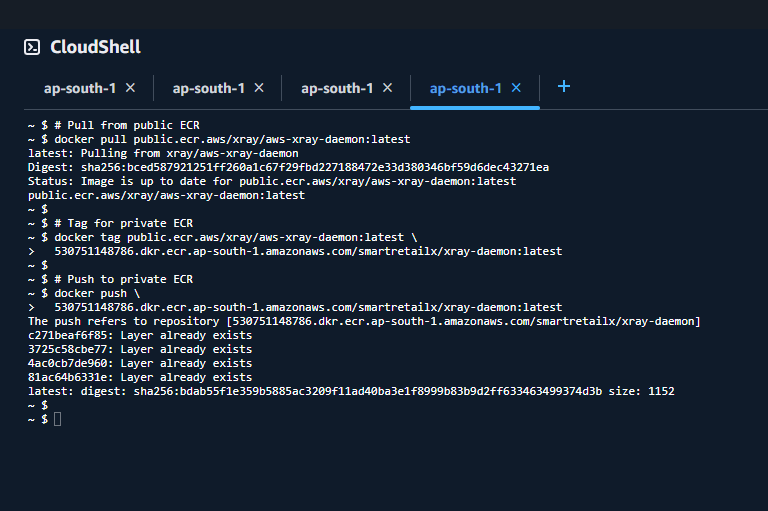 CloudShell
ap-south-1 × ap-south-1 × ap-south-1 × ap-south-1 × +
~ $ # Pull from public ECR
~ $ docker pull public.ecr.aws/xray/aws-xray-daemon:latest
latest: Pulling from xray/aws-xray-daemon
Digest: sha256:bced587921251ff260a1c67f29fbd227188472e33d380346bf59d6dec43271ea
Status: Image is up to date for public.ecr.aws/xray/aws-xray-daemon:latest
public.ecr.aws/xray/aws-xray-daemon:latest
~ $
~ $ # Tag for private ECR
~ $ docker tag public.ecr.aws/xray/aws-xray-daemon:latest \
>   530751148786.dkr.ecr.ap-south-1.amazonaws.com/smartretailx/xray-daemon:latest
~ $
~ $ # Push to private ECR
~ $ docker push \
>   530751148786.dkr.ecr.ap-south-1.amazonaws.com/smartretailx/xray-daemon:latest
The push refers to repository [530751148786.dkr.ecr.ap-south-1.amazonaws.com/smartretailx/xray-daemon]
c271beaf6f85: Layer already exists
3725c58cbe77: Layer already exists
4ac0cb7de960: Layer already exists
81ac64b6331e: Layer already exists
latest: digest: sha256:bdab55f1e359b5885ac3209f11ad40ba3e1f8999b83b9d2ff633463499374d3b size: 1152
~ $
~ $